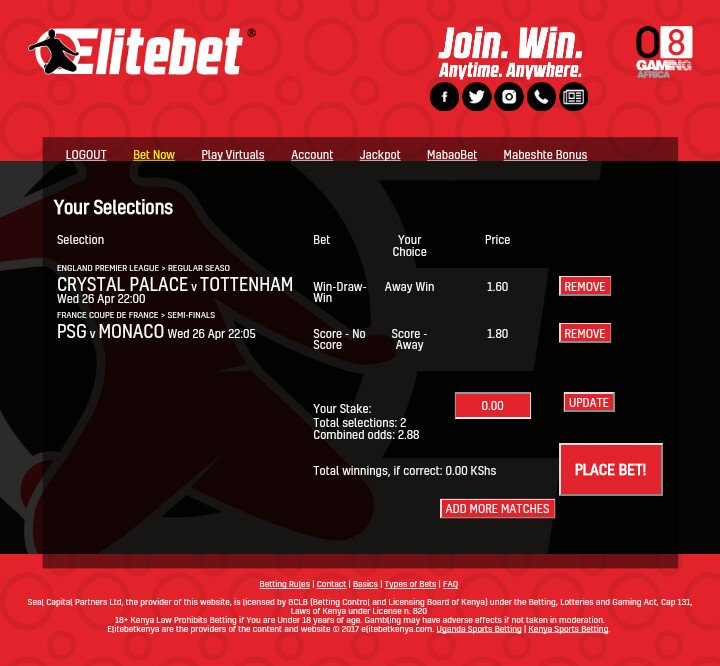 Elitebet®
Join. Win.
Anytime. Anywhere.
08
GAMING
AFRICA
LOGOUT Bet Now Play Virtuals Account Jackpot MabaoBet Mabeshte Bonus
Your Selections
Selection Bet Your Choice Price
ENGLAND PREMIER LEAGUE > REGULAR SEASO
CRYSTAL PALACE v TOTTENHAM
Wed 26 Apr 22:00
Win-Draw-
Win
Away Win
1.60
REMOVE
FRANCE COUPE DE FRANCE > SEMI-FINALS
PSG v MONACO Wed 26 Apr 22:05
Score - No
Score
Score -
Away
1.80
REMOVE
Your Stake: 0.00 UPDATE
Total selections: 2
Combined odds: 2.88
Total winnings, if correct: 0.00 KShs
PLACE BET!
ADD MORE MATCHES
Betting Rules | Contact | Basics | Types of Bets | FAQ
Seal Capital Partners Ltd, the provider of this website, is licensed by BCLB (Betting Control and Licensing Board of Kenya) under the Betting, Lotteries and Gaming Act, Cap 131,
Laws of Kenya under License n. 820
18+ Kenya Law Prohibits Betting if You are Under 18 years of age. Gambling may have adverse effects if not taken in moderation.
Elitebetkenya are the providers of the content and website © 2017 elitebetkenya.com. Uganda Sports Betting | Kenya Sports Betting.